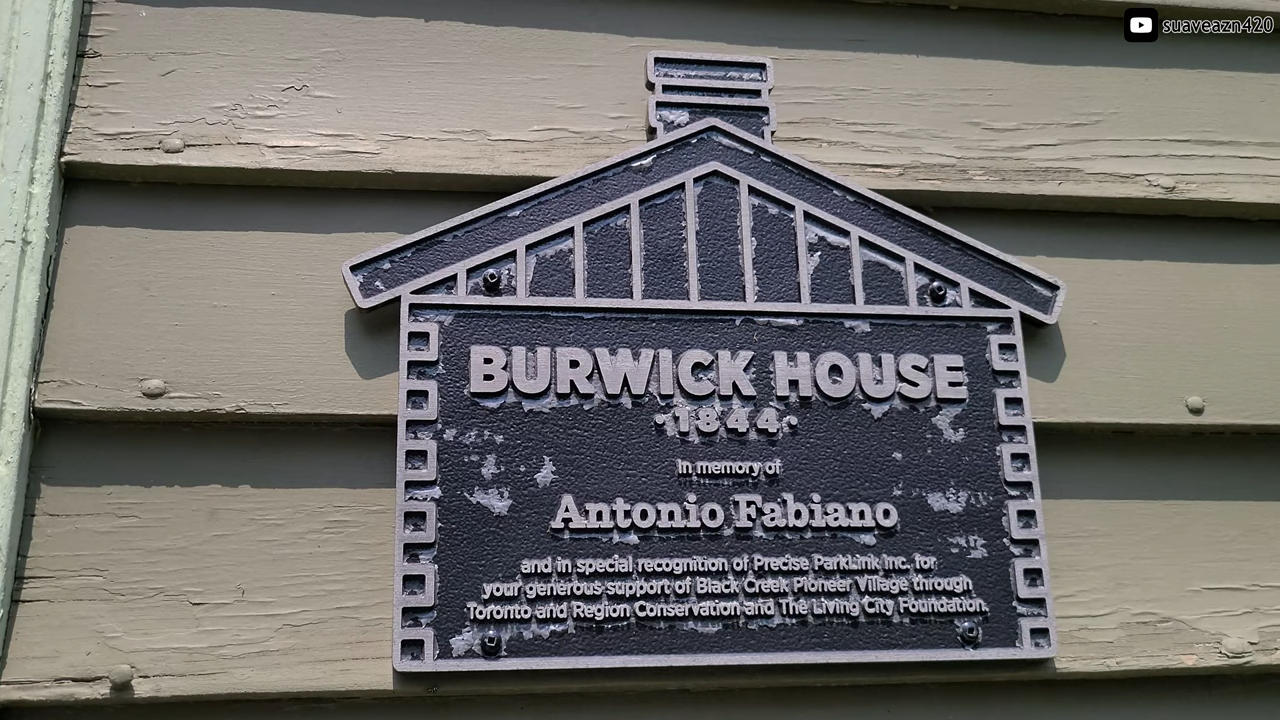 suaveazn420
BURWICK HOUSE
•1844•
In memory of
Antonio Fabiano
and in special recognition of Precise ParkLink Inc. for
your generous support of Black Creek Pioneer Village through
Toronto and Region Conservation and The Living City Foundation.